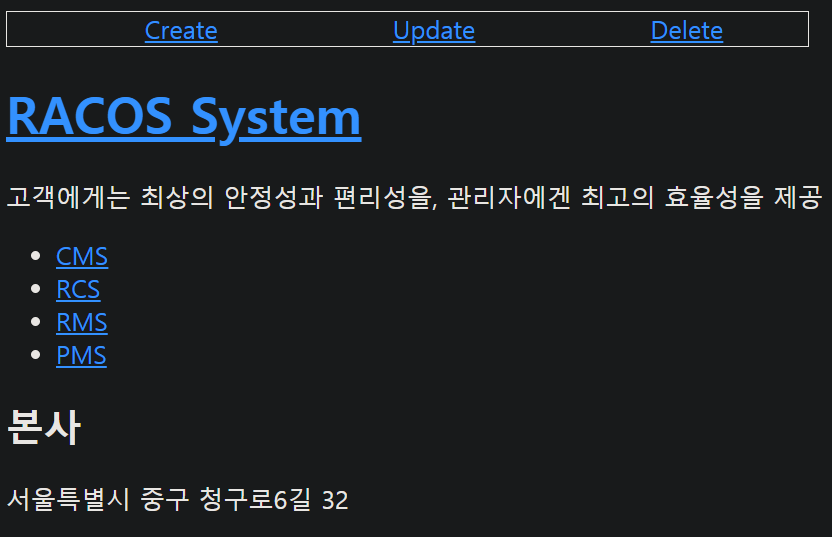 Create Update Delete
RACOS System
고객에게는 최상의 안정성과 편리성을, 관리자에겐 최고의 효율성을 제공
CMS
RCS
RMS
PMS
본사
서울특별시 중구 청구로6길 32